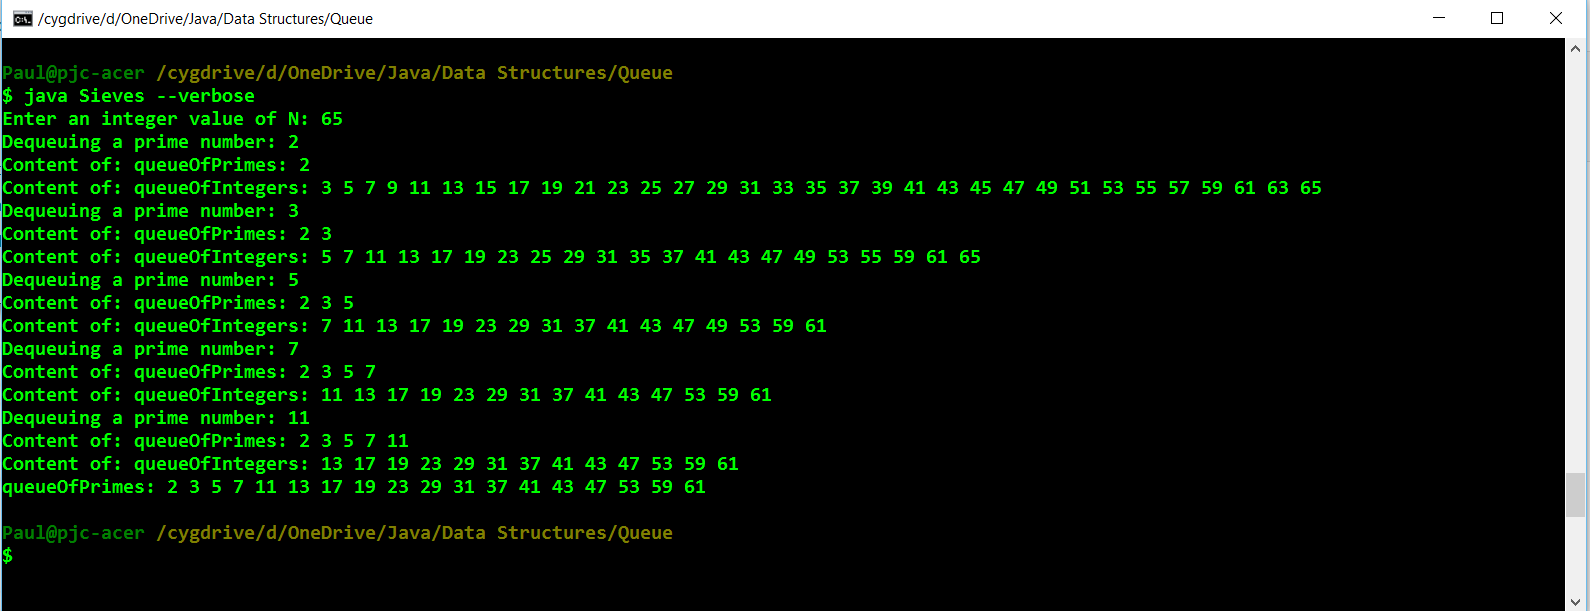 /cygdrive/d/OneDrive/Java/Data Structures/Queue
Paul@pjc-acer /cygdrive/d/OneDrive/Java/Data Structures/Queue
$ java Sieves --verbose
Enter an integer value of N: 65
Dequeuing a prime number: 2
Content of: queueOfPrimes: 2
Content of: queueOfIntegers: 3 5 7 9 11 13 15 17 19 21 23 25 27 29 31 33 35 37 39 41 43 45 47 49 51 53 55 57 59 61 63 65
Dequeuing a prime number: 3
Content of: queueOfPrimes: 2 3
Content of: queueOfIntegers: 5 7 11 13 17 19 23 25 29 31 35 37 41 43 47 49 53 55 59 61 65
Dequeuing a prime number: 5
Content of: queueOfPrimes: 2 3 5
Content of: queueOfIntegers: 7 11 13 17 19 23 29 31 37 41 43 47 49 53 59 61
Dequeuing a prime number: 7
Content of: queueOfPrimes: 2 3 5 7
Content of: queueOfIntegers: 11 13 17 19 23 29 31 37 41 43 47 53 59 61
Dequeuing a prime number: 11
Content of: queueOfPrimes: 2 3 5 7 11
Content of: queueOfIntegers: 13 17 19 23 29 31 37 41 43 47 53 59 61
queueOfPrimes: 2 3 5 7 11 13 17 19 23 29 31 37 41 43 47 53 59 61
Paul@pjc-acer /cygdrive/d/OneDrive/Java/Data Structures/Queue
$